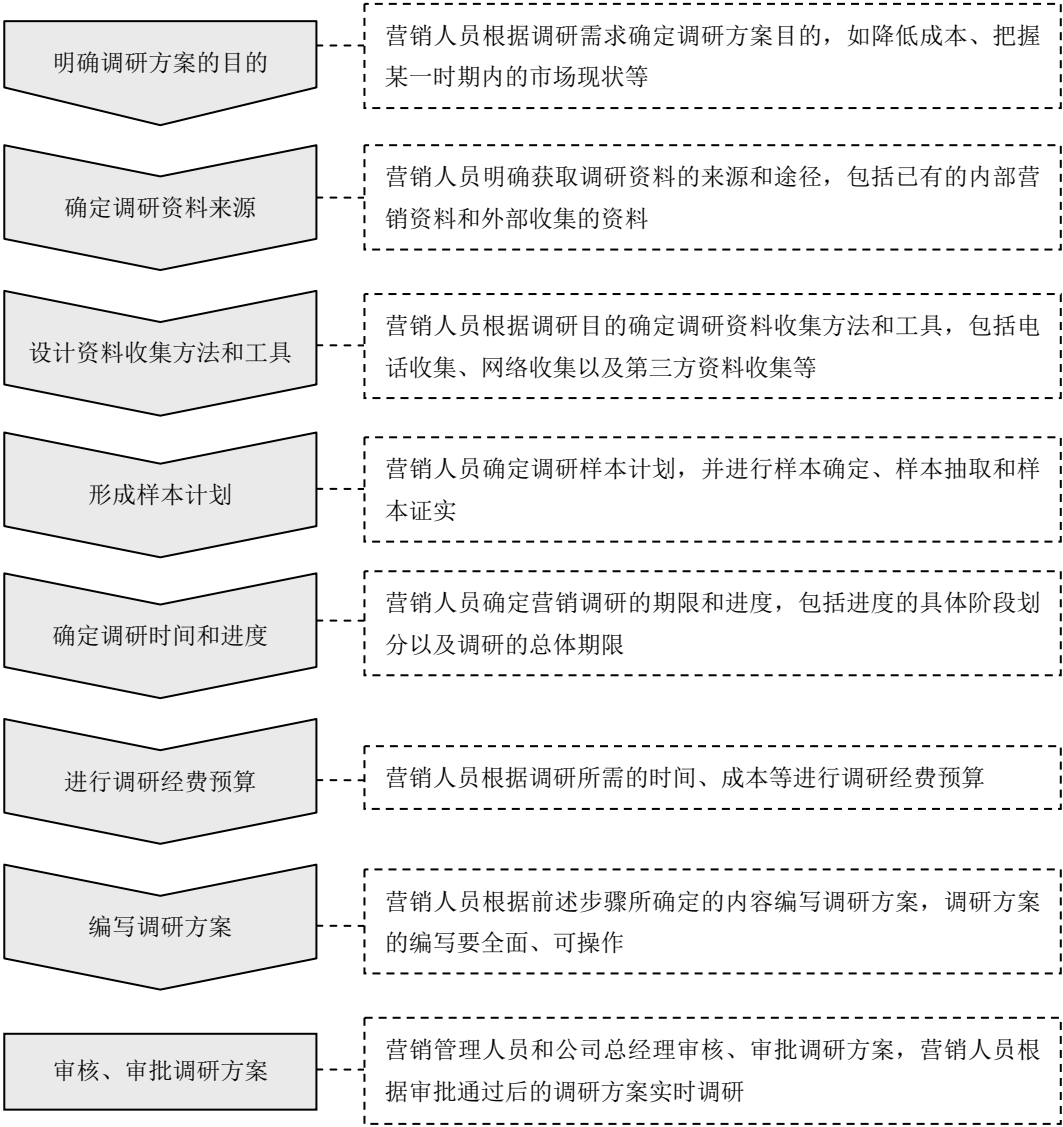 明确调研方案的目的
营销人员根据调研需求确定调研方案目的，如降低成本、把握
某一时期内的市场现状等
确定调研资料来源
营销人员明确获取调研资料的来源和途径，包括已有的内部营
销资料和外部收集的资料
设计资料收集方法和工具
营销人员根据调研目的确定调研资料收集方法和工具，包括电
话收集、网络收集以及第三方资料收集等
形成样本计划
营销人员确定调研样本计划，并进行样本确定、样本抽取和样
本证实
确定调研时间和进度
营销人员确定营销调研的期限和进度，包括进度的具体阶段划
分以及调研的总体期限
进行调研经费预算
营销人员根据调研所需的时间、成本等进行调研经费预算
编写调研方案
营销人员根据前述步骤所确定的内容编写调研方案，调研方案
的编写要全面、可操作
审核、审批调研方案
营销管理人员和公司总经理审核、审批调研方案，营销人员根
据审批通过后的调研方案实时调研